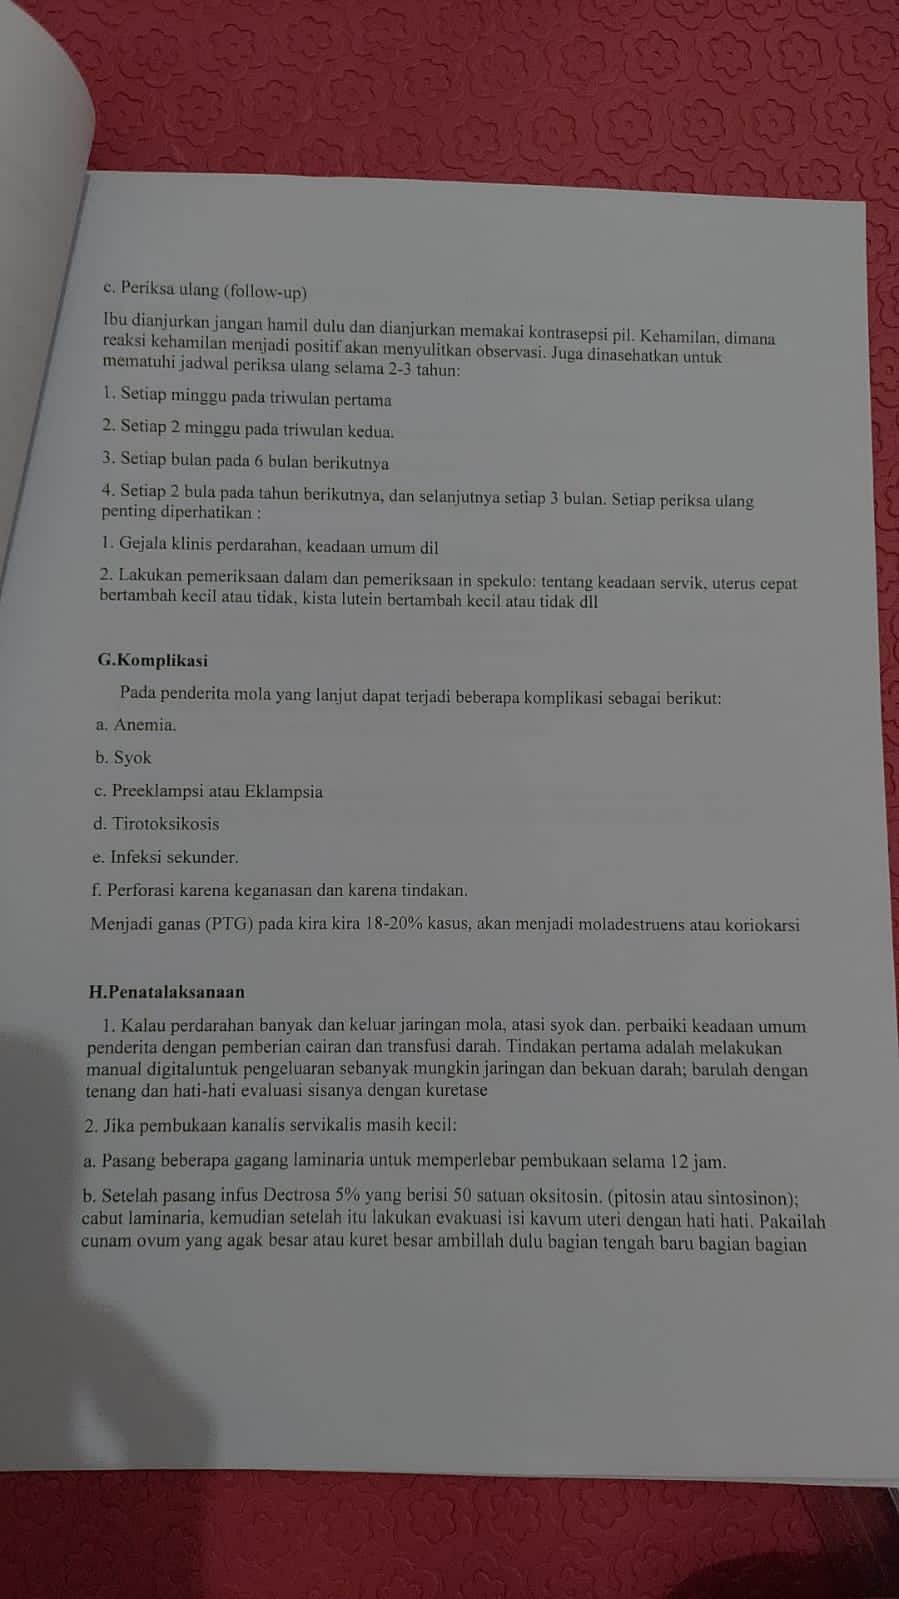 c. Periksa ulang (follow-up)
Ibu dianjurkan jangan hamil dulu dan dianjurkan memakai kontrasepsi pil. Kehamilan, dimana
reaksi kehamilan menjadi positif akan menyulitkan observasi. Juga dinasehatkan untuk
mematuhi jadwal periksa ulang selama 2-3 tahun:
1. Setiap minggu pada triwulan pertama
2. Setiap 2 minggu pada triwulan kedua.
3. Setiap bulan pada 6 bulan berikutnya
4. Setiap 2 bula pada tahun berikutnya, dan selanjutnya setiap 3 bulan. Setiap periksa ulang
penting diperhatikan :
1. Gejala klinis perdarahan, keadaan umum dil
2. Lakukan pemeriksaan dalam dan pemeriksaan in spekulo: tentang keadaan servik, uterus cepat
bertambah kecil atau tidak, kista lutein bertambah kecil atau tidak dll
G.Komplikasi
Pada penderita mola yang lanjut dapat terjadi beberapa komplikasi sebagai berikut:
a. Anemia.
b. Syok
c. Preeklampsi atau Eklampsia
d. Tirotoksikosis
e. Infeksi sekunder.
f. Perforasi karena keganasan dan karena tindakan.
Menjadi ganas (PTG) pada kira kira 18-20% kasus, akan menjadi moladestruens atau koriokarsi
H.Penatalaksanaan
1. Kalau perdarahan banyak dan keluar jaringan mola, atasi syok dan. perbaiki keadaan umum
penderita dengan pemberian cairan dan transfusi darah. Tindakan pertama adalah melakukan
manual digitaluntuk pengeluaran sebanyak mungkin jaringan dan bekuan darah; barulah dengan
tenang dan hati-hati evaluasi sisanya dengan kuretase
2. Jika pembukaan kanalis servikalis masih kecil:
a. Pasang beberapa gagang laminaria untuk memperlebar pembukaan selama 12 jam.
b. Setelah pasang infus Dectrosa 5% yang berisi 50 satuan oksitosin. (pitosin atau sintosinon);
cabut laminaria, kemudian setelah itu lakukan evakuasi isi kavum uteri dengan hati hati. Pakailah
cunam ovum yang agak besar atau kuret besar ambillah dulu bagian tengah baru bagian bagian